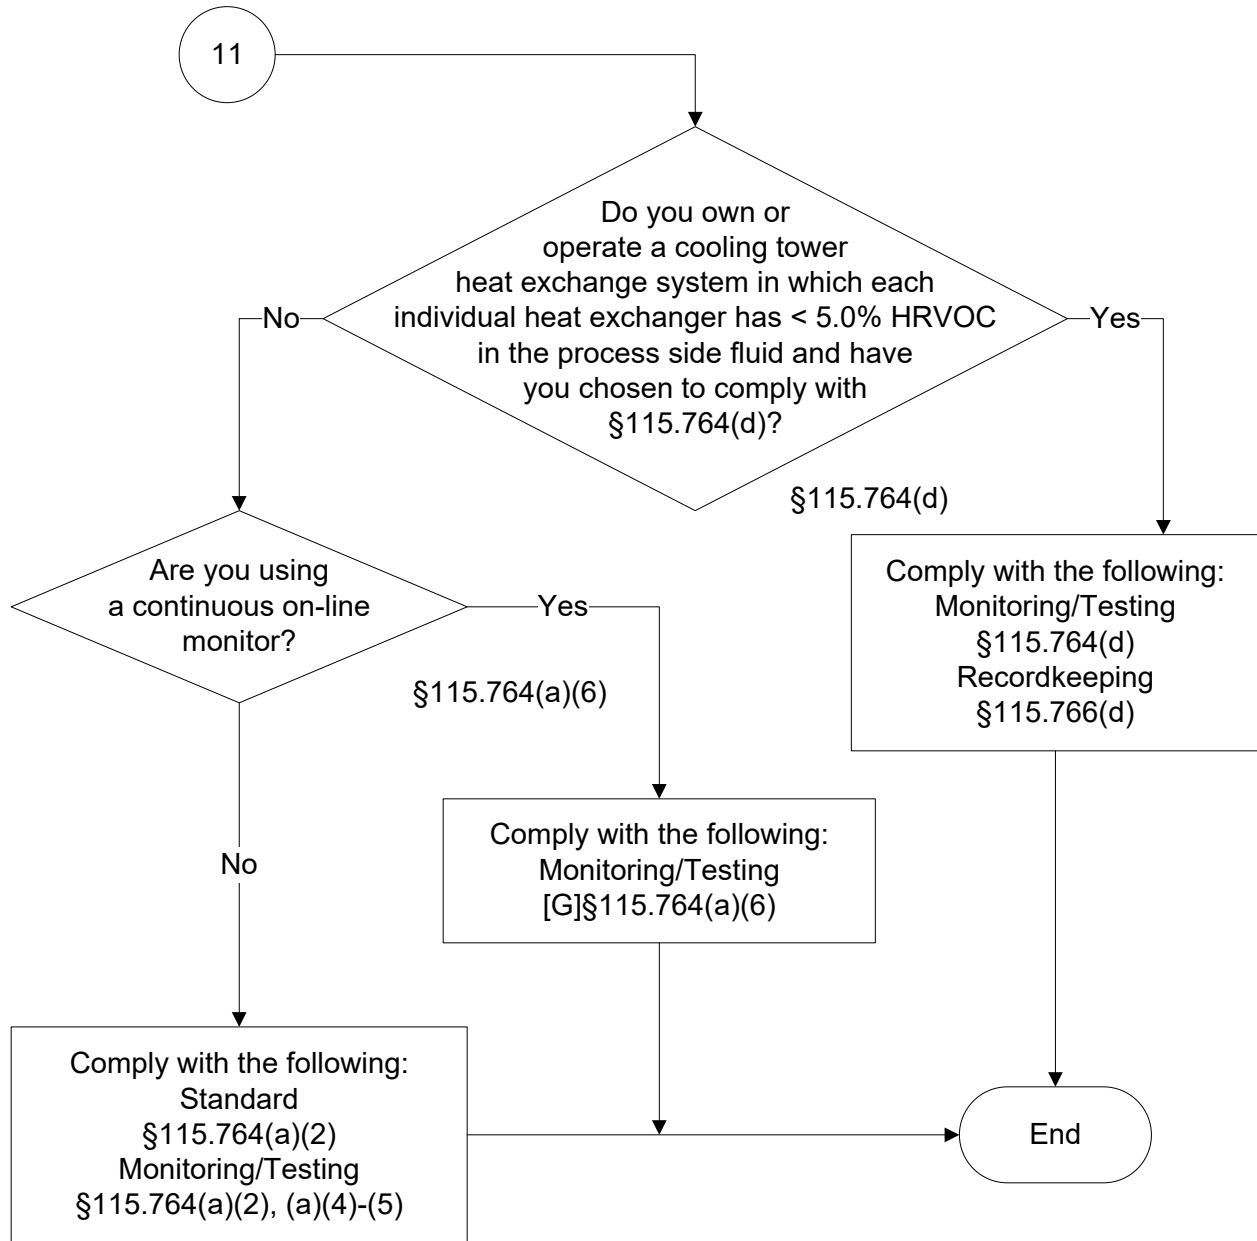 11
Do you own or
operate a cooling tower
heat exchange system in which each
individual heat exchanger has < 5.0% HRVOC
in the process side fluid and have
you chosen to comply with
§115.764(d)?
No
Yes
§115.764(d)
Are you using
a continuous on-line
monitor?
Yes
§115.764(a)(6)
No
Comply with the following:
Monitoring/Testing
§115.764(d)
Recordkeeping
§115.766(d)
Comply with the following:
Monitoring/Testing
[G]§115.764(a)(6)
Comply with the following:
Standard
§115.764(a)(2)
Monitoring/Testing
§115.764(a)(2), (a)(4)-(5)
End